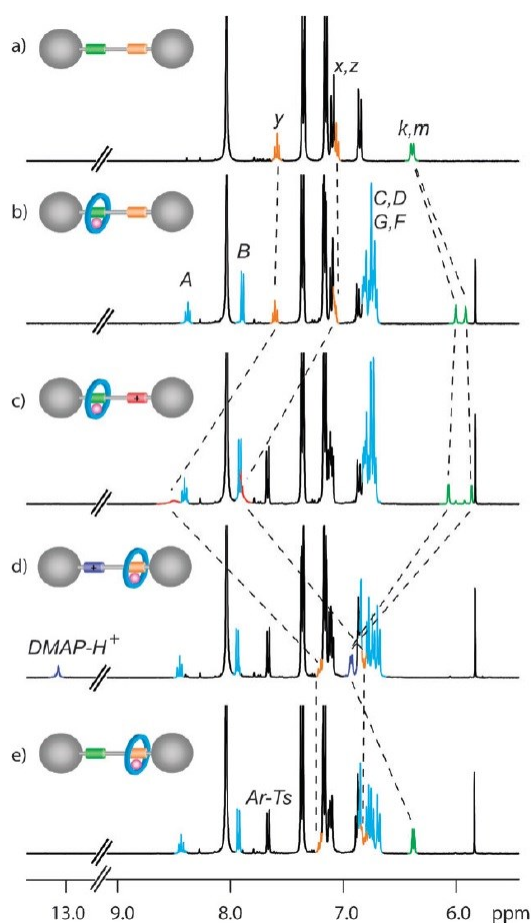 a)
y
x,z
k,m
b)
A
B
C,D
G,F
c)
+
d)
+
DMAP-H+
e)
Ar-Ts
13.0 9.0 8.0 7.0 6.0 ppm